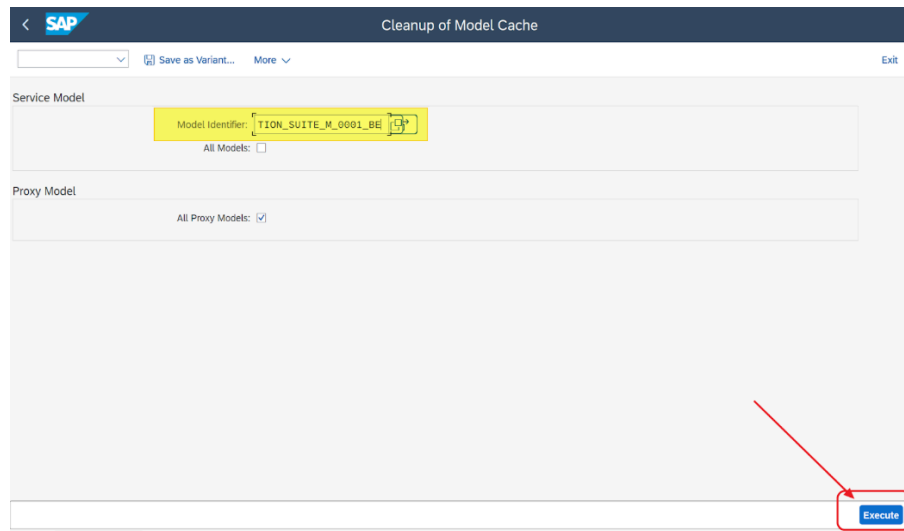 SAP Cleanup of Model Cache
Save as Variant... More Exit
Service Model
Model Identifier: TION_SUITE_M_0001_BE
All Models:
Proxy Model
All Proxy Models:
Execute